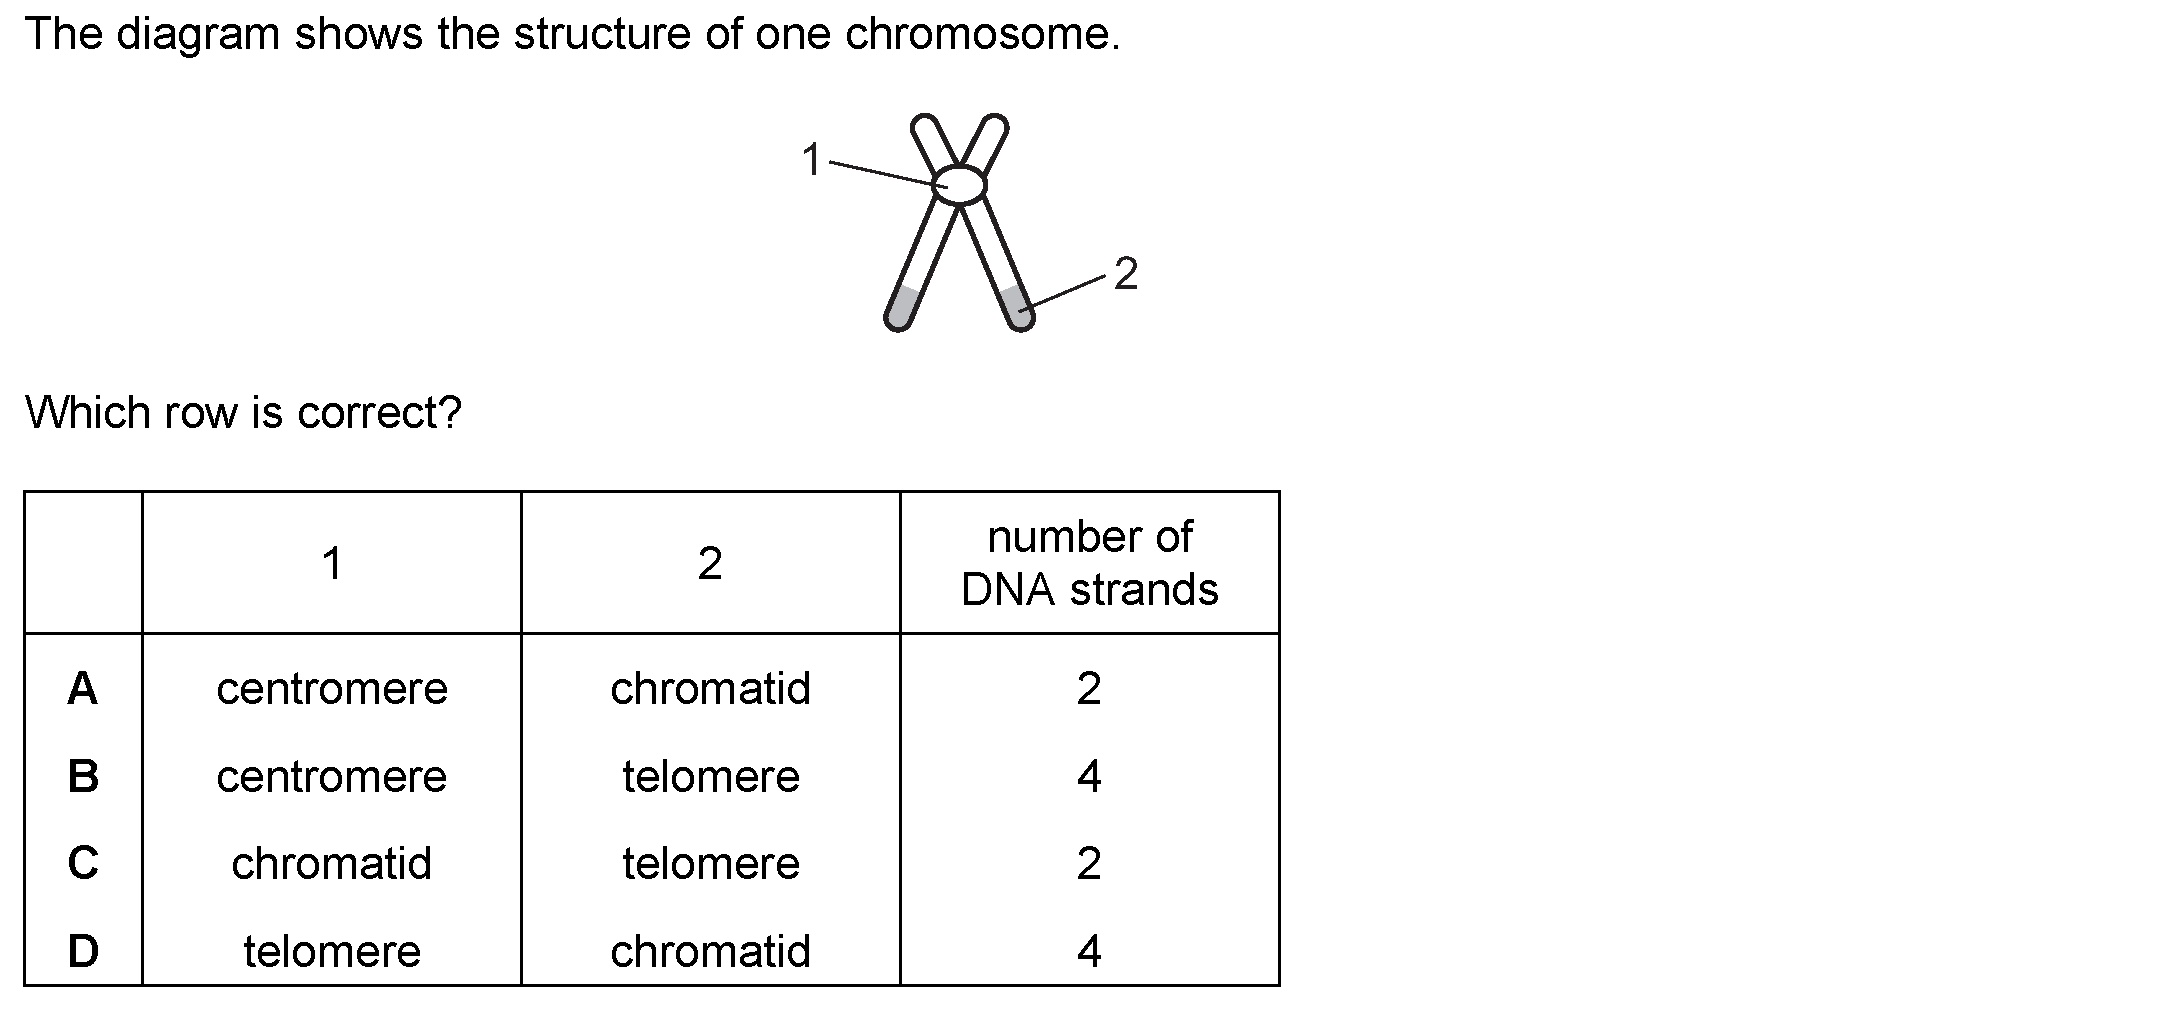 The diagram shows the structure of one chromosome.
1
2
Which row is correct?
1 2 number of
DNA strands
A centromere chromatid 2
B centromere telomere 4
C chromatid telomere 2
D telomere chromatid 4